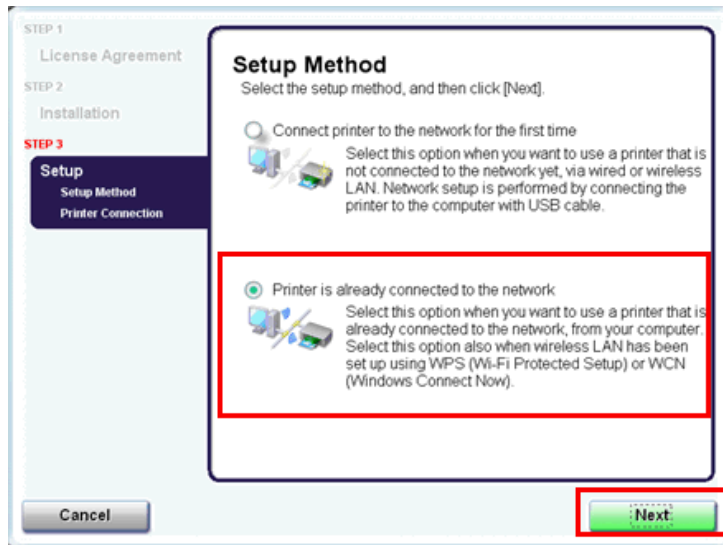 STEP 1
License Agreement
STEP 2
Installation
STEP 3
Setup
Setup Method
Printer Connection
Setup Method
Select the setup method, and then click [Next].
Connect printer to the network for the first time
Select this option when you want to use a printer that is
not connected to the network yet, via wired or wireless
LAN. Network setup is performed by connecting the
printer to the computer with USB cable.
Printer is already connected to the network
Select this option when you want to use a printer that is
already connected to the network, from your computer.
Select this option also when wireless LAN has been
set up using WPS (Wi-Fi Protected Setup) or WCN
(Windows Connect Now).
Cancel
Next